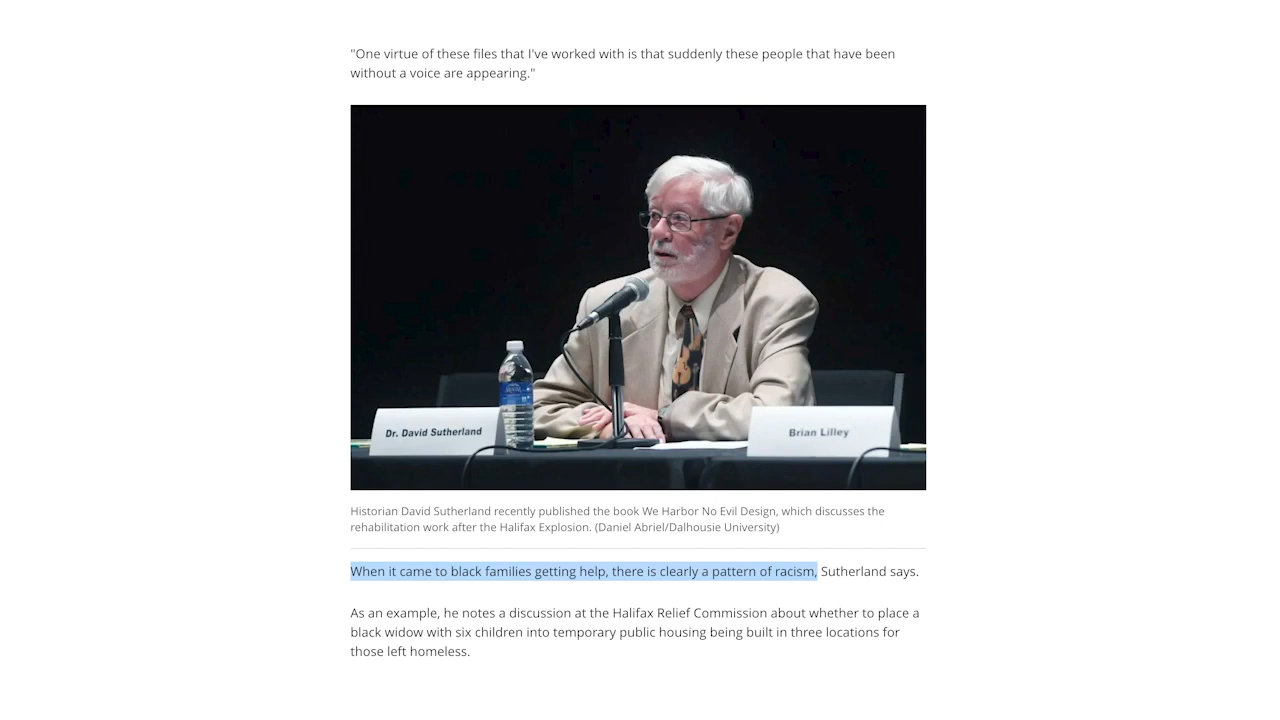 "One virtue of these files that I've worked with is that suddenly these people that have been
without a voice are appearing."
Dr. David Sutherland
Brian Lilley
Historian David Sutherland recently published the book We Harbor No Evil Design, which discusses the
rehabilitation work after the Halifax Explosion. (Daniel Abriel/Dalhousie University)
When it came to black families getting help, there is clearly a pattern of racism, Sutherland says.
As an example, he notes a discussion at the Halifax Relief Commission about whether to place a
black widow with six children into temporary public housing being built in three locations for
those left homeless.